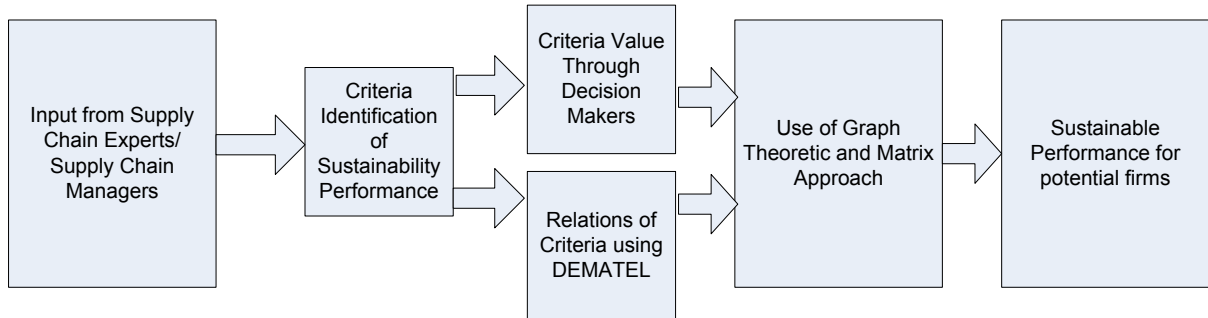 Input from Supply
Chain Experts/
Supply Chain
Managers
Criteria
Identification
of
Sustainability
Performance
Criteria Value
Through
Decision
Makers
Relations of
Criteria using
DEMATEL
Use of Graph
Theoretic and Matrix
Approach
Sustainable
Performance for
potential firms